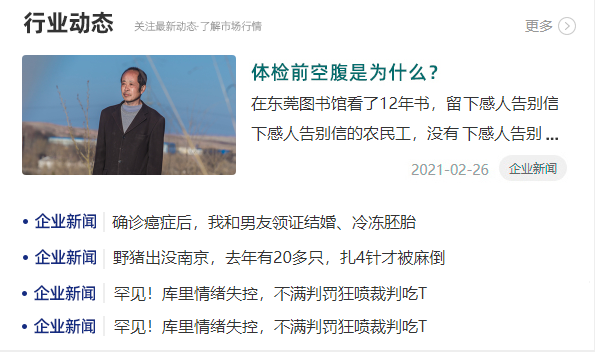 行业动态 关注最新动态·了解市场行情 更多
体检前空腹是为什么？
在东莞图书馆看了12年书，留下感人告别信
下感人告别信的农民工，没有下感人告别 ...
2021-02-26 企业新闻
• 企业新闻 确诊癌症后，我和男友领证结婚、冷冻胚胎
• 企业新闻 野猪出没南京，去年有20多只，扎4针才被麻倒
• 企业新闻 罕见！库里情绪失控，不满判罚狂喷裁判吃T
• 企业新闻 罕见！库里情绪失控，不满判罚狂喷裁判吃T